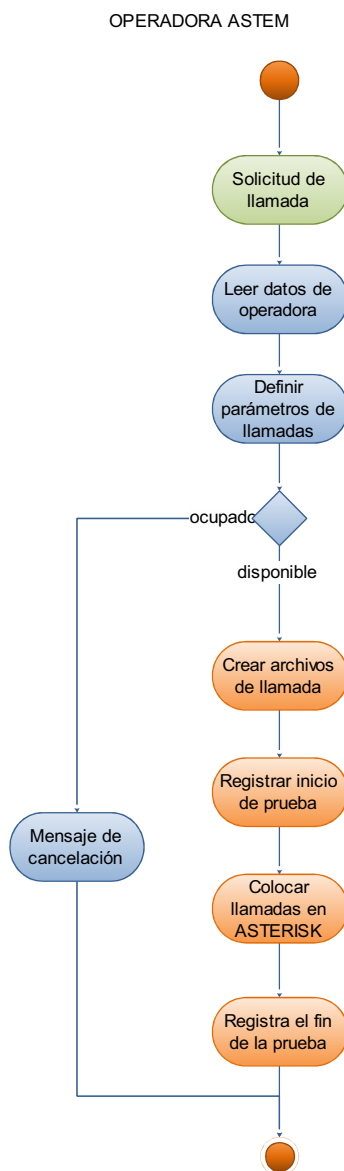 OPERADORA ASTEM
Solicitud de
llamada
Leer datos de
operadora
Definir
parámetros de
llamadas
ocupado
disponible
Crear archivos
de llamada
Registrar inicio
de prueba
Mensaje de
cancelación
Colocar
llamadas en
ASTERISK
Registra el fin
de la prueba